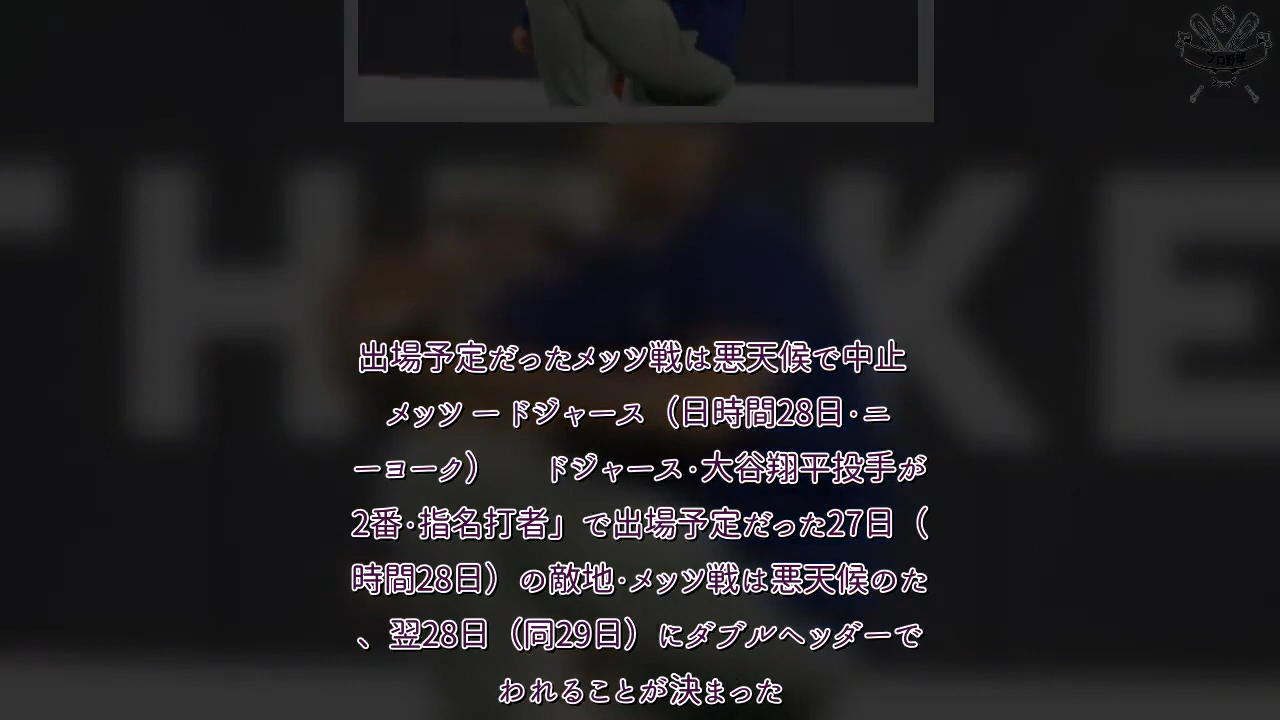 プロ野球
出場予定だったメッツ戦は悪天候で中止
メッツ ー ドジャース（日時間28日·ニ
ーヨーク） ドジャース·大谷翔平投手が
2番·指名打者」で出場予定だった27日（
時間28日）の敵地·メッツ戦は悪天候のた
、翌28日（同29日）にダブルヘッダーで
われることが決まった